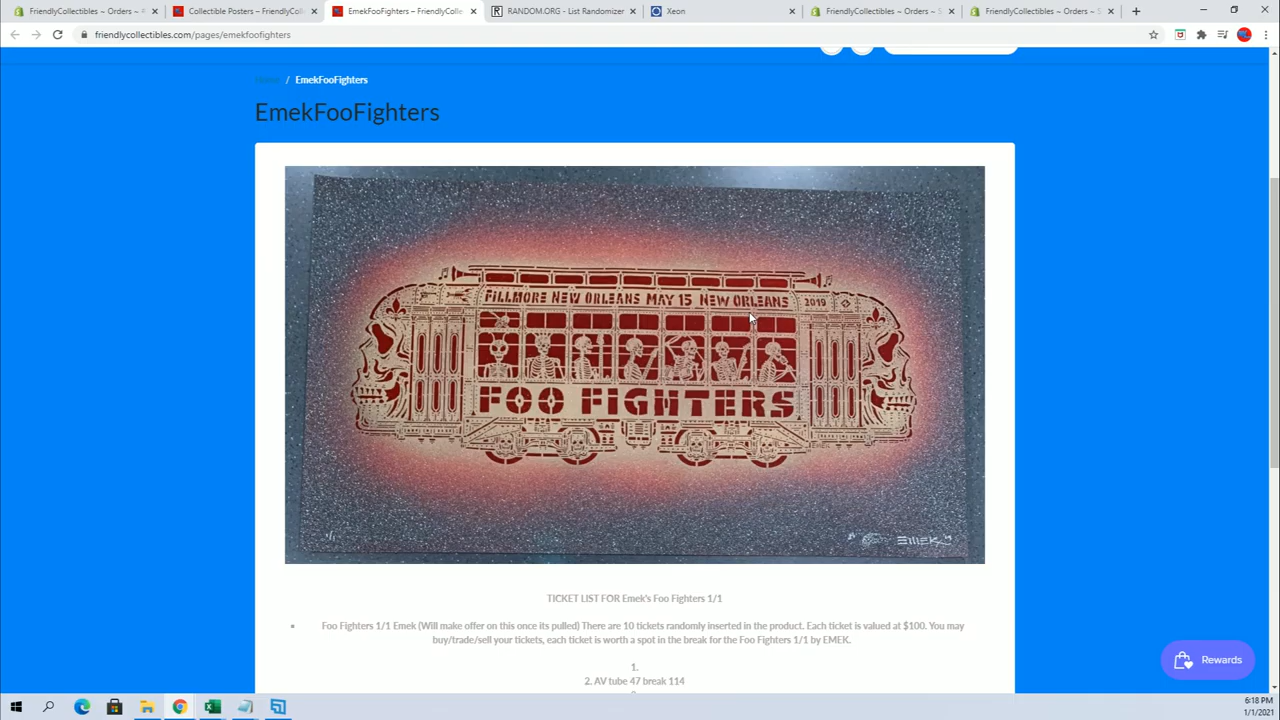 FriendlyCollectibles ~ Orders ~ A
Collectible Posters – FriendlyColl
EmekFooFighters – FriendlyColle
RANDOM.ORG - List Randomizer
Xeon
FriendlyCollectibles ~ Orders ~ S
FriendlyCollectibles ~ Orders ~ S
friendlycollectibles.com/pages/emekfoofighters
Home / EmekFooFighters
EmekFooFighters
FILLMORE NEW ORLEANS MAY 15 NEW ORLEANS 2019
FOO FIGHTERS
1/1
EMEK
TICKET LIST FOR Emek's Foo Fighters 1/1
Foo Fighters 1/1 Emek (Will make offer on this once its pulled) There are 10 tickets randomly inserted in the product. Each ticket is valued at $100. You may
buy/trade/sell your tickets, each ticket is worth a spot in the break for the Foo Fighters 1/1 by EMEK.
1.
2. AV tube 47 break 114
Rewards
6:18 PM
1/1/2021